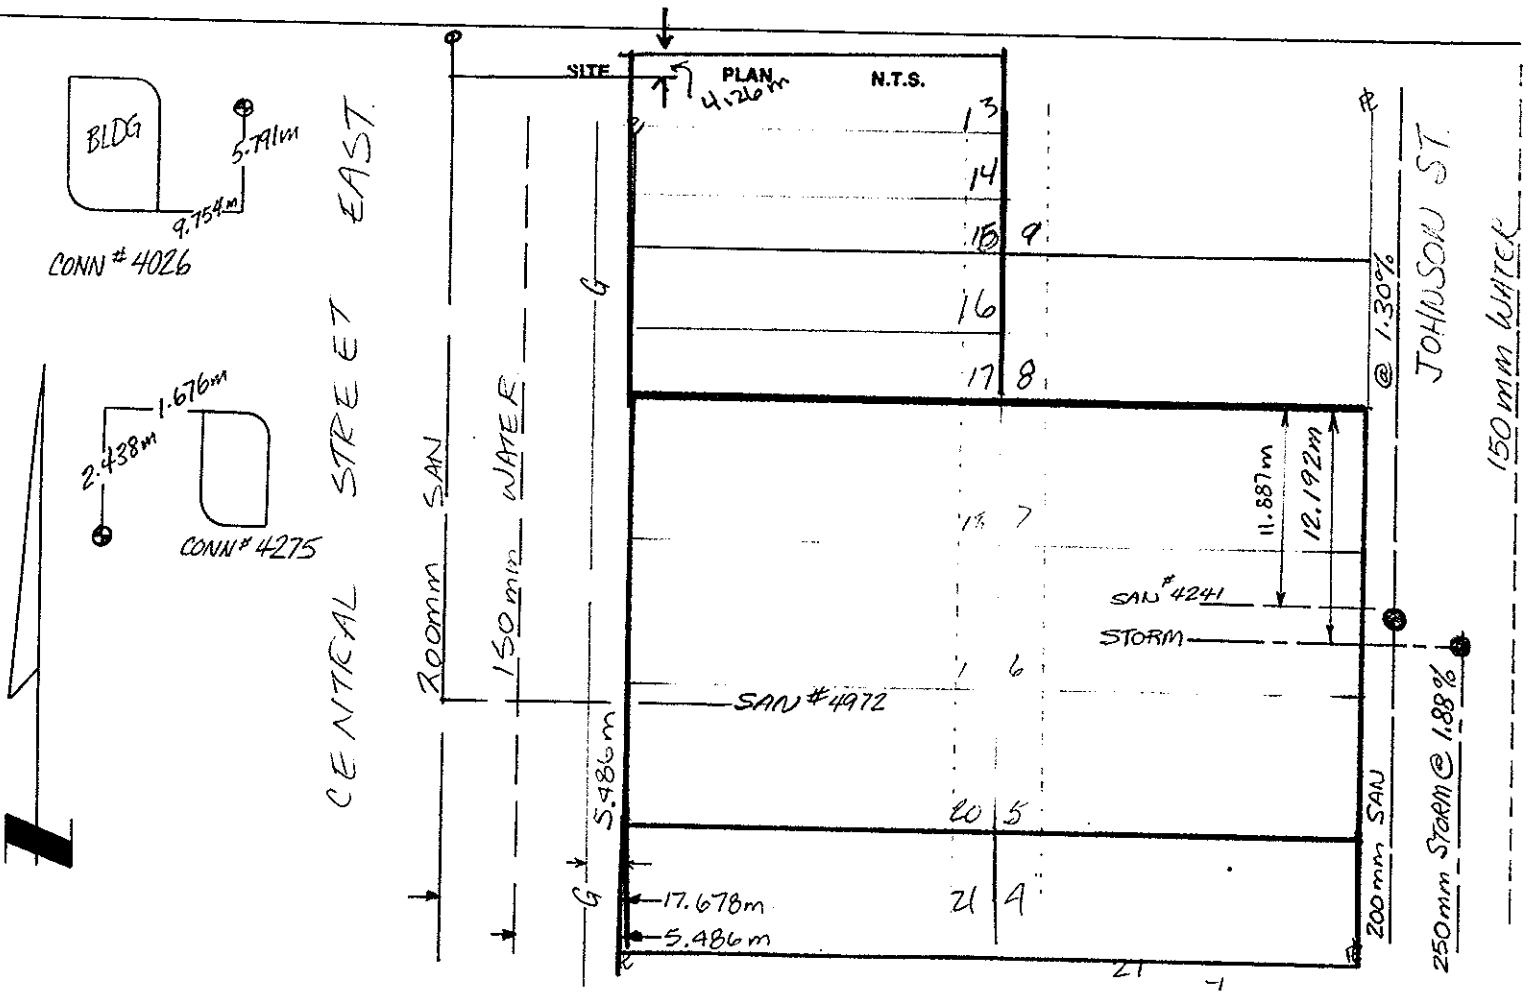 SITE PLAN N.T.S.
4.26m
BLDG
5.791m
9.754m
CONN # 4026
1.676m
2.438m
CONN # 4275
CENTRAL STREET EAST.
200mm SAN
150mm WATER
G
G
13
14
15 9
16
17 8
18 7
6
20 5
21 4
11.887m
12.192m
SAN # 4241
STORM
SAN # 4972
5.486m
17.678m
5.486m
@ 1.30%
200mm SAN
JOHNSON ST.
250mm STORM @ 1.88%
150mm WATER
21